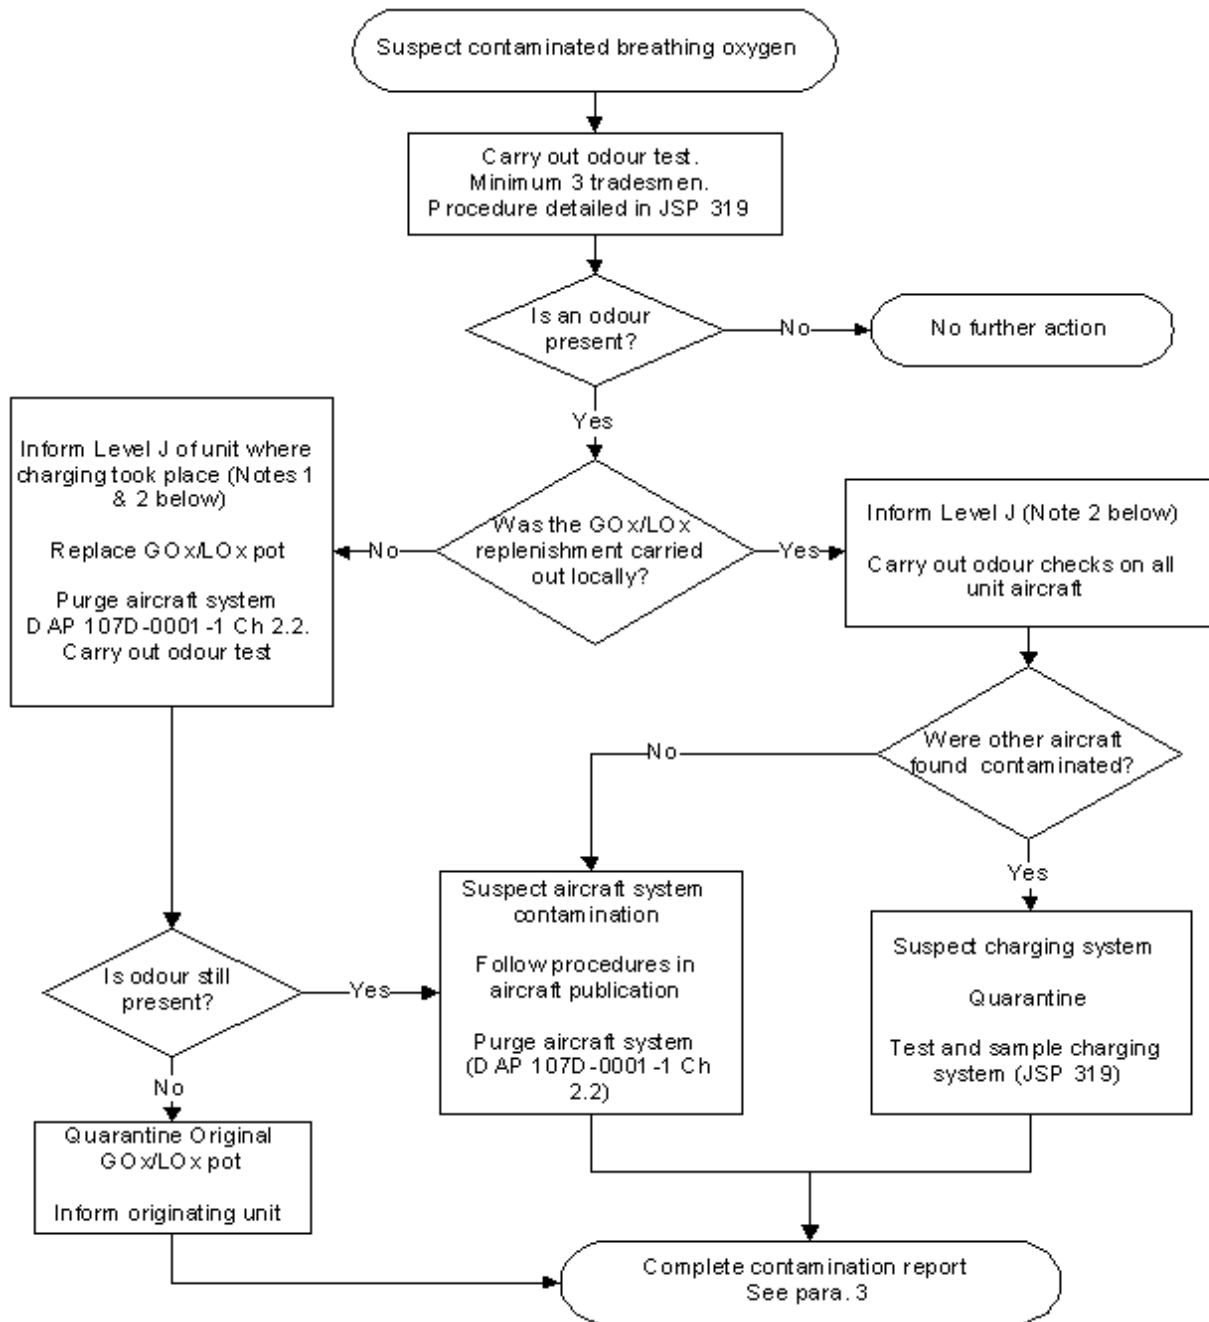 Suspect contaminated breathing oxygen
Carry out odour test.
Minimum 3 tradesmen.
Procedure detailed in JSP 319
Is an odour
present?
No
No further action
Yes
Inform Level J of unit where
charging took place (Notes 1
& 2 below)
Replace GOx/LOx pot
Purge aircraft system
DAP 107D-0001-1 Ch 2.2.
Carry out odour test
No
Was the GOx/LOx
replenishment carried
out locally?
Yes
Inform Level J (Note 2 below)
Carry out odour checks on all
unit aircraft
Were other aircraft
found contaminated?
No
Yes
Suspect aircraft system
contamination
Follow procedures in
aircraft publication
Purge aircraft system
(DAP 107D-0001-1 Ch
2.2)
Suspect charging system
Quarantine
Test and sample charging
system (JSP 319)
Is odour still
present?
Yes
No
Quarantine Original
GOx/LOx pot
Inform originating unit
Complete contamination report
See para. 3